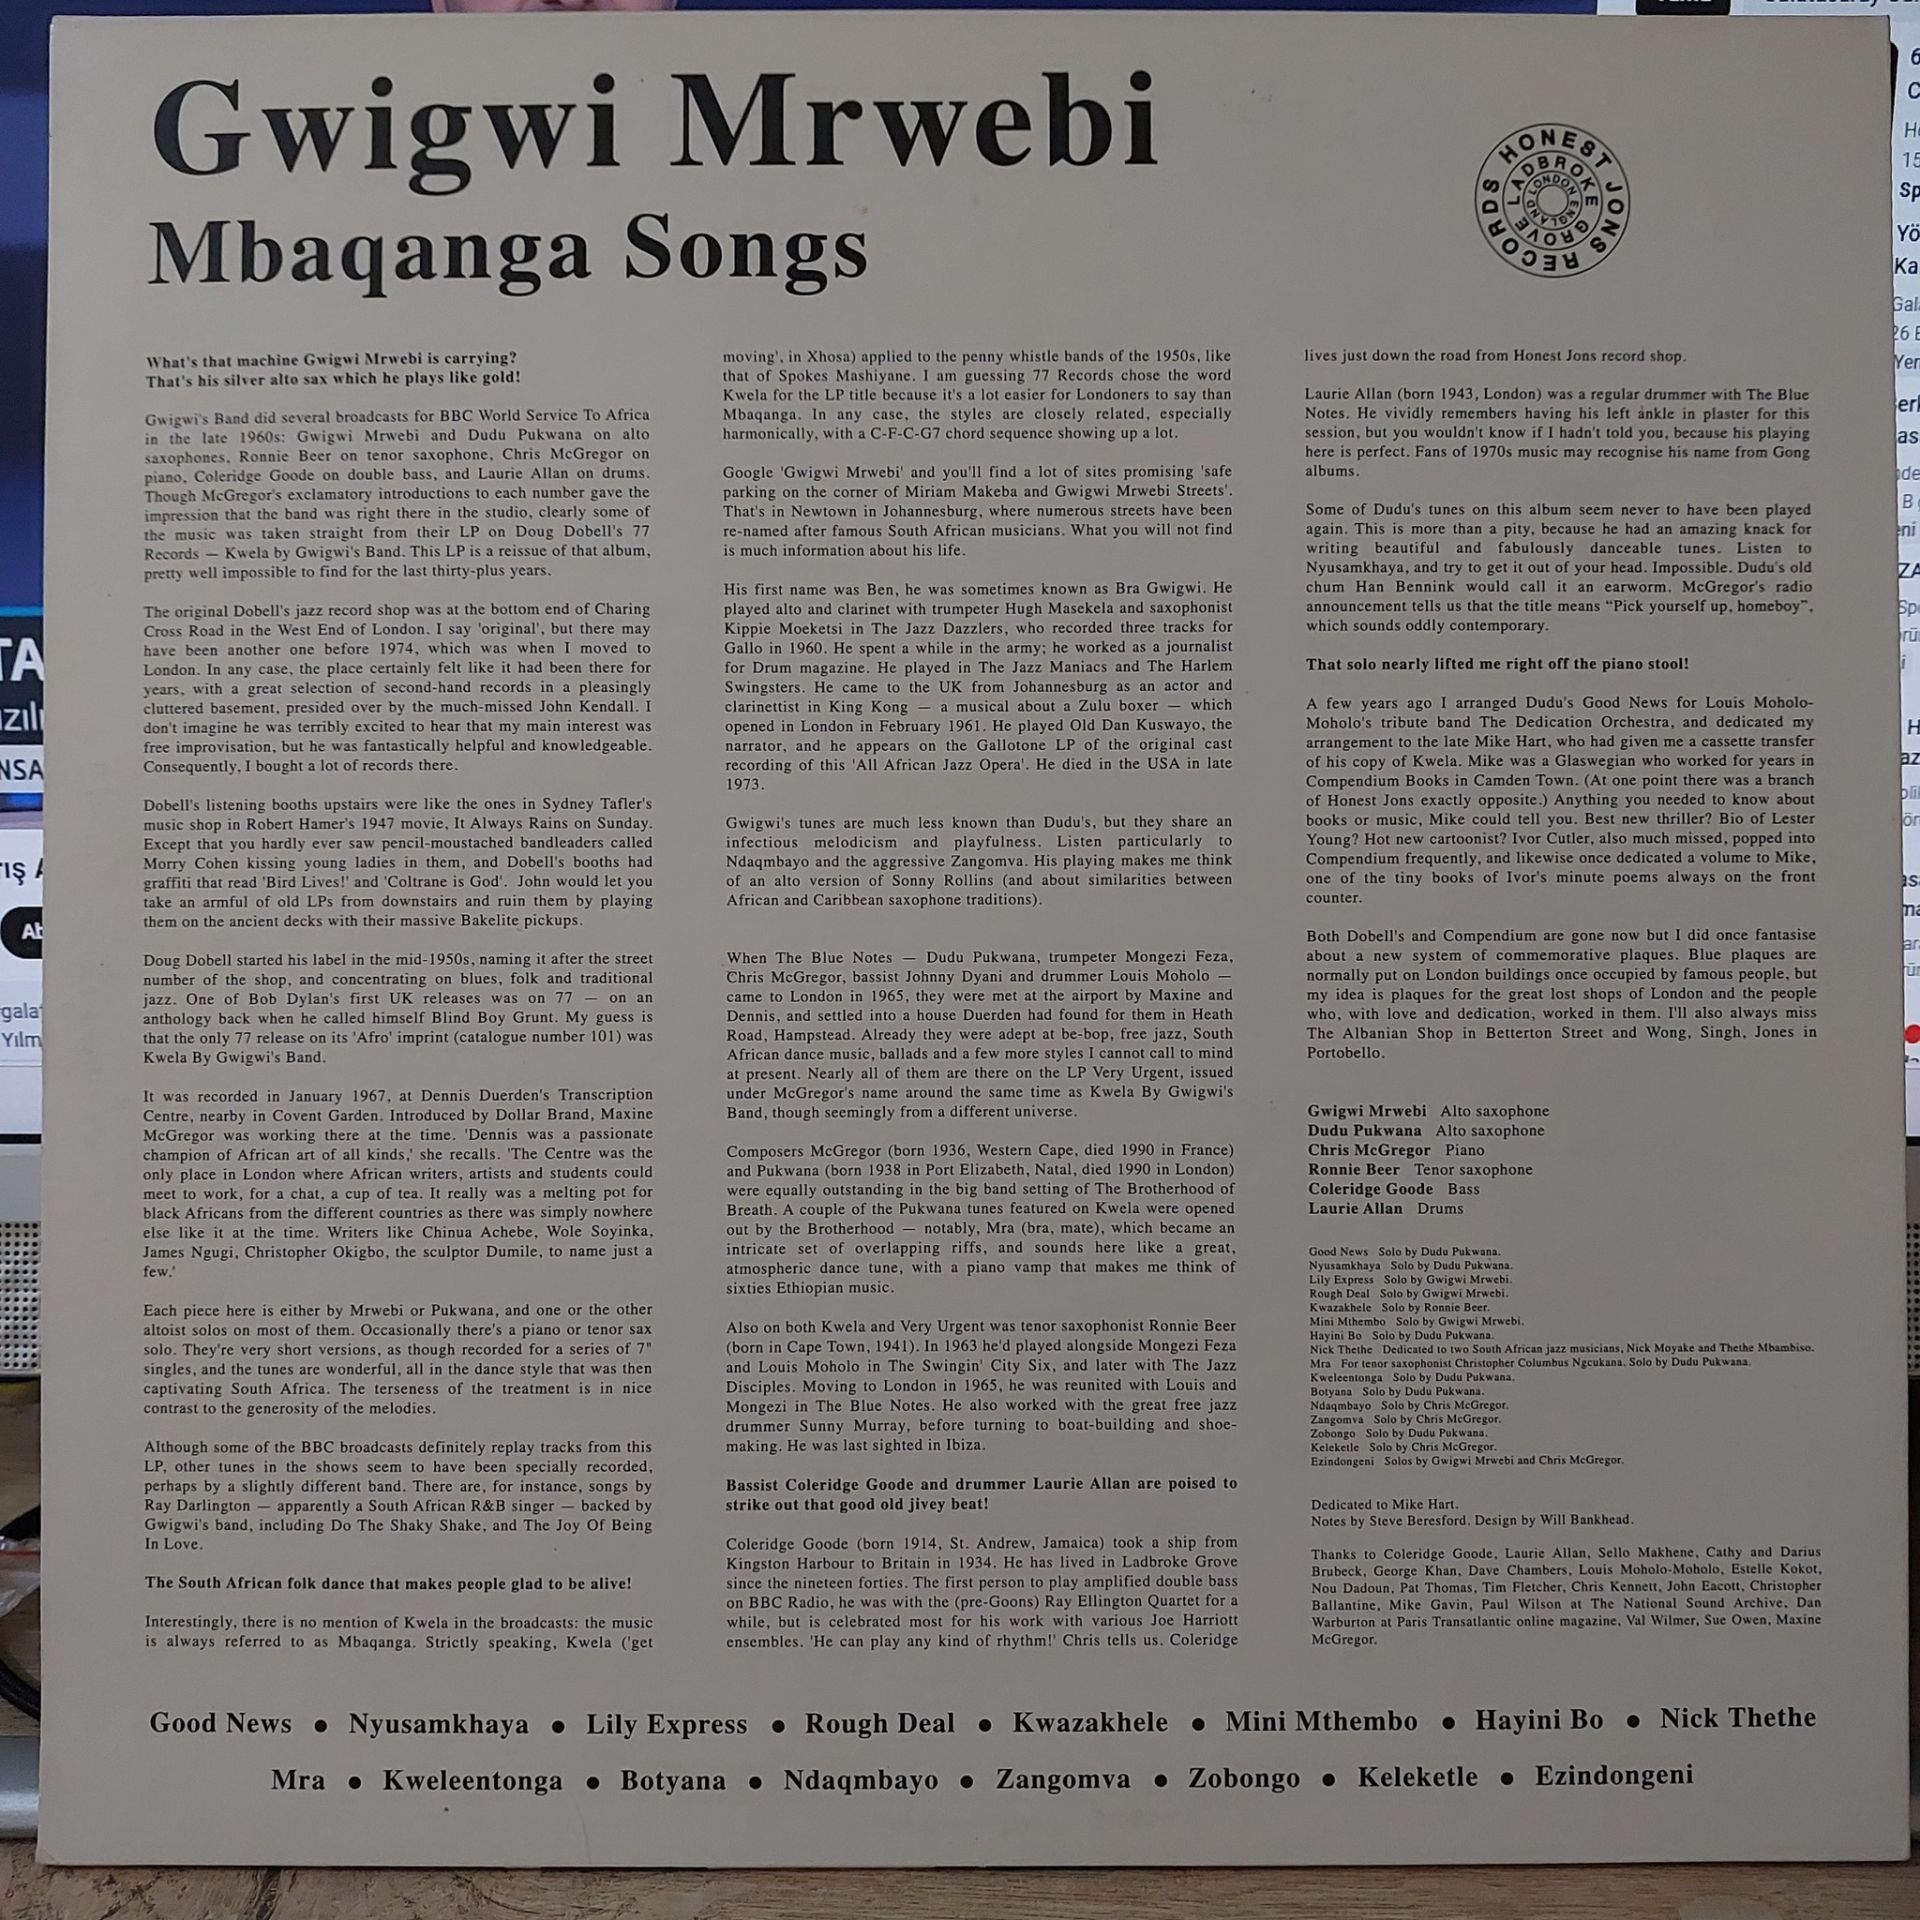 Gwigwi Mrwebi
Mbaqanga Songs
HONEST JONS RECORDS
LADBROKE GROVE
LONDON ENGLAND
What's that machine Gwigwi Mrwebi is carrying?
That's his silver alto sax which he plays like gold!
Gwigwi's Band did several broadcasts for BBC World Service To Africa
in the late 1960s: Gwigwi Mrwebi and Dudu Pukwana on alto
saxophones, Ronnie Beer on tenor saxophone, Chris McGregor on
piano, Coleridge Goode on double bass, and Laurie Allan on drums.
Though McGregor's exclamatory introductions to each number gave the
impression that the band was right there in the studio, clearly some of
the music was taken straight from their LP on Doug Dobell's 77
Records — Kwela by Gwigwi's Band. This LP is a reissue of that album,
pretty well impossible to find for the last thirty-plus years.
The original Dobell's jazz record shop was at the bottom end of Charing
Cross Road in the West End of London. I say 'original', but there may
have been another one before 1974, which was when I moved to
London. In any case, the place certainly felt like it had been there for
years, with a great selection of second-hand records in a pleasingly
cluttered basement, presided over by the much-missed John Kendall. I
don't imagine he was terribly excited to hear that my main interest was
free improvisation, but he was fantastically helpful and knowledgeable.
Consequently, I bought a lot of records there.
Dobell's listening booths upstairs were like the ones in Sydney Tafler's
music shop in Robert Hamer's 1947 movie, It Always Rains on Sunday.
Except that you hardly ever saw pencil-moustached bandleaders called
Morry Cohen kissing young ladies in them, and Dobell's booths had
graffiti that read 'Bird Lives!' and 'Coltrane is God'. John would let you
take an armful of old LPs from downstairs and ruin them by playing
them on the ancient decks with their massive Bakelite pickups.
Doug Dobell started his label in the mid-1950s, naming it after the street
number of the shop, and concentrating on blues, folk and traditional
jazz. One of Bob Dylan's first UK releases was on 77 — on an
anthology back when he called himself Blind Boy Grunt. My guess is
that the only 77 release on its 'Afro' imprint (catalogue number 101) was
Kwela By Gwigwi's Band.
It was recorded in January 1967, at Dennis Duerden's Transcription
Centre, nearby in Covent Garden. Introduced by Dollar Brand, Maxine
McGregor was working there at the time. 'Dennis was a passionate
champion of African art of all kinds,' she recalls. 'The Centre was the
only place in London where African writers, artists and students could
meet to work, for a chat, a cup of tea. It really was a melting pot for
black Africans from the different countries as there was simply nowhere
else like it at the time. Writers like Chinua Achebe, Wole Soyinka,
James Ngugi, Christopher Okigbo, the sculptor Dumile, to name just a
few.'
Each piece here is either by Mrwebi or Pukwana, and one or the other
altoist solos on most of them. Occasionally there's a piano or tenor sax
solo. They're very short versions, as though recorded for a series of 7"
singles, and the tunes are wonderful, all in the dance style that was then
captivating South Africa. The terseness of the treatment is in nice
contrast to the generosity of the melodies.
Although some of the BBC broadcasts definitely replay tracks from this
LP, other tunes in the shows seem to have been specially recorded,
perhaps by a slightly different band. There are, for instance, songs by
Ray Darlington — apparently a South African R&B singer — backed by
Gwigwi's band, including Do The Shaky Shake, and The Joy Of Being
In Love.
The South African folk dance that makes people glad to be alive!
Interestingly, there is no mention of Kwela in the broadcasts: the music
is always referred to as Mbaqanga. Strictly speaking, Kwela ('get
moving', in Xhosa) applied to the penny whistle bands of the 1950s, like
that of Spokes Mashiyane. I am guessing 77 Records chose the word
Kwela for the LP title because it's a lot easier for Londoners to say than
Mbaqanga. In any case, the styles are closely related, especially
harmonically, with a C-F-C-G7 chord sequence showing up a lot.
Google 'Gwigwi Mrwebi' and you'll find a lot of sites promising 'safe
parking on the corner of Miriam Makeba and Gwigwi Mrwebi Streets'.
That's in Newtown in Johannesburg, where numerous streets have been
re-named after famous South African musicians. What you will not find
is much information about his life.
His first name was Ben, he was sometimes known as Bra Gwigwi. He
played alto and clarinet with trumpeter Hugh Masekela and saxophonist
Kippie Moeketsi in The Jazz Dazzlers, who recorded three tracks for
Gallo in 1960. He spent a while in the army; he worked as a journalist
for Drum magazine. He played in The Jazz Maniacs and The Harlem
Swingsters. He came to the UK from Johannesburg as an actor and
clarinettist in King Kong — a musical about a Zulu boxer — which
opened in London in February 1961. He played Old Dan Kuswayo, the
narrator, and he appears on the Gallotone LP of the original cast
recording of this 'All African Jazz Opera'. He died in the USA in late
1973.
Gwigwi's tunes are much less known than Dudu's, but they share an
infectious melodicism and playfulness. Listen particularly to
Ndaqmbayo and the aggressive Zangomva. His playing makes me think
of an alto version of Sonny Rollins (and about similarities between
African and Caribbean saxophone traditions).
When The Blue Notes — Dudu Pukwana, trumpeter Mongezi Feza,
Chris McGregor, bassist Johnny Dyani and drummer Louis Moholo —
came to London in 1965, they were met at the airport by Maxine and
Dennis, and settled into a house Duerden had found for them in Heath
Road, Hampstead. Already they were adept at be-bop, free jazz, South
African dance music, ballads and a few more styles I cannot call to mind
at present. Nearly all of them are there on the LP Very Urgent, issued
under McGregor's name around the same time as Kwela By Gwigwi's
Band, though seemingly from a different universe.
Composers McGregor (born 1936, Western Cape, died 1990 in France)
and Pukwana (born 1938 in Port Elizabeth, Natal, died 1990 in London)
were equally outstanding in the big band setting of The Brotherhood of
Breath. A couple of the Pukwana tunes featured on Kwela were opened
out by the Brotherhood — notably, Mra (bra, mate), which became an
intricate set of overlapping riffs, and sounds here like a great,
atmospheric dance tune, with a piano vamp that makes me think of
sixties Ethiopian music.
Also on both Kwela and Very Urgent was tenor saxophonist Ronnie Beer
(born in Cape Town, 1941). In 1963 he'd played alongside Mongezi Feza
and Louis Moholo in The Swingin' City Six, and later with The Jazz
Disciples. Moving to London in 1965, he was reunited with Louis and
Mongezi in The Blue Notes. He also worked with the great free jazz
drummer Sunny Murray, before turning to boat-building and shoe-
making. He was last sighted in Ibiza.
Bassist Coleridge Goode and drummer Laurie Allan are poised to
strike out that good old jivey beat!
Coleridge Goode (born 1914, St. Andrew, Jamaica) took a ship from
Kingston Harbour to Britain in 1934. He has lived in Ladbroke Grove
since the nineteen forties. The first person to play amplified double bass
on BBC Radio, he was with the (pre-Goons) Ray Ellington Quartet for a
while, but is celebrated most for his work with various Joe Harriott
ensembles. 'He can play any kind of rhythm!' Chris tells us. Coleridge
lives just down the road from Honest Jons record shop.
Laurie Allan (born 1943, London) was a regular drummer with The Blue
Notes. He vividly remembers having his left ankle in plaster for this
session, but you wouldn't know if I hadn't told you, because his playing
here is perfect. Fans of 1970s music may recognise his name from Gong
albums.
Some of Dudu's tunes on this album seem never to have been played
again. This is more than a pity, because he had an amazing knack for
writing beautiful and fabulously danceable tunes. Listen to
Nyusamkhaya, and try to get it out of your head. Impossible. Dudu's old
chum Han Bennink would call it an earworm. McGregor's radio
announcement tells us that the title means “Pick yourself up, homeboy”,
which sounds oddly contemporary.
That solo nearly lifted me right off the piano stool!
A few years ago I arranged Dudu's Good News for Louis Moholo-
Moholo's tribute band The Dedication Orchestra, and dedicated my
arrangement to the late Mike Hart, who had given me a cassette transfer
of his copy of Kwela. Mike was a Glaswegian who worked for years in
Compendium Books in Camden Town. (At one point there was a branch
of Honest Jons exactly opposite.) Anything you needed to know about
books or music, Mike could tell you. Best new thriller? Bio of Lester
Young? Hot new cartoonist? Ivor Cutler, also much missed, popped into
Compendium frequently, and likewise once dedicated a volume to Mike,
one of the tiny books of Ivor's minute poems always on the front
counter.
Both Dobell's and Compendium are gone now but I did once fantasise
about a new system of commemorative plaques. Blue plaques are
normally put on London buildings once occupied by famous people, but
my idea is plaques for the great lost shops of London and the people
who, with love and dedication, worked in them. I'll also always miss
The Albanian Shop in Betterton Street and Wong, Singh, Jones in
Portobello.
Gwigwi Mrwebi Alto saxophone
Dudu Pukwana Alto saxophone
Chris McGregor Piano
Ronnie Beer Tenor saxophone
Coleridge Goode Bass
Laurie Allan Drums
Good News Solo by Dudu Pukwana.
Nyusamkhaya Solo by Dudu Pukwana.
Lily Express Solo by Gwigwi Mrwebi.
Rough Deal Solo by Gwigwi Mrwebi.
Kwazakhele Solo by Ronnie Beer.
Mini Mthembo Solo by Gwigwi Mrwebi.
Hayini Bo Solo by Dudu Pukwana.
Nick Thethe Dedicated to two South African jazz musicians, Nick Moyake and Thethe Mbambiso.
Mra For tenor saxophonist Christopher Columbus Ngcukana. Solo by Dudu Pukwana.
Kweleentonga Solo by Dudu Pukwana.
Botyana Solo by Dudu Pukwana.
Ndaqmbayo Solo by Chris McGregor.
Zangomva Solo by Chris McGregor.
Zobongo Solo by Dudu Pukwana.
Keleketle Solo by Chris McGregor.
Ezindongeni Solos by Gwigwi Mrwebi and Chris McGregor.
Dedicated to Mike Hart.
Notes by Steve Beresford. Design by Will Bankhead.
Thanks to Coleridge Goode, Laurie Allan, Sello Makhene, Cathy and Darius
Brubeck, George Khan, Dave Chambers, Louis Moholo-Moholo, Estelle Kokot,
Nou Dadoun, Pat Thomas, Tim Fletcher, Chris Kennett, John Eacott, Christopher
Ballantine, Mike Gavin, Paul Wilson at The National Sound Archive, Dan
Warburton at Paris Transatlantic online magazine, Val Wilmer, Sue Owen, Maxine
McGregor.
Good News • Nyusamkhaya • Lily Express • Rough Deal • Kwazakhele • Mini Mthembo • Hayini Bo • Nick Thethe
Mra • Kweleentonga • Botyana • Ndaqmbayo • Zangomva • Zobongo • Keleketle • Ezindongeni